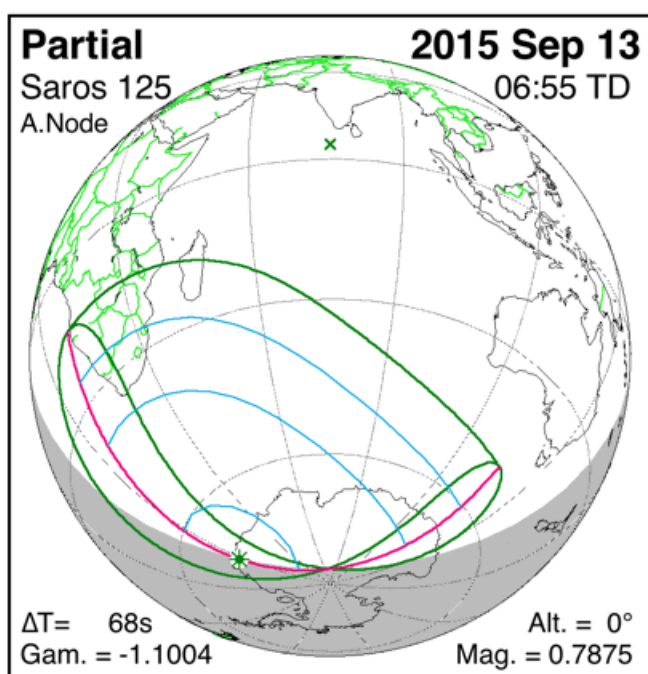 Partial 2015 Sep 13
Saros 125 06:55 TD
A.Node
ΔT= 68s Alt. = 0°
Gam. = -1.1004 Mag. = 0.7875